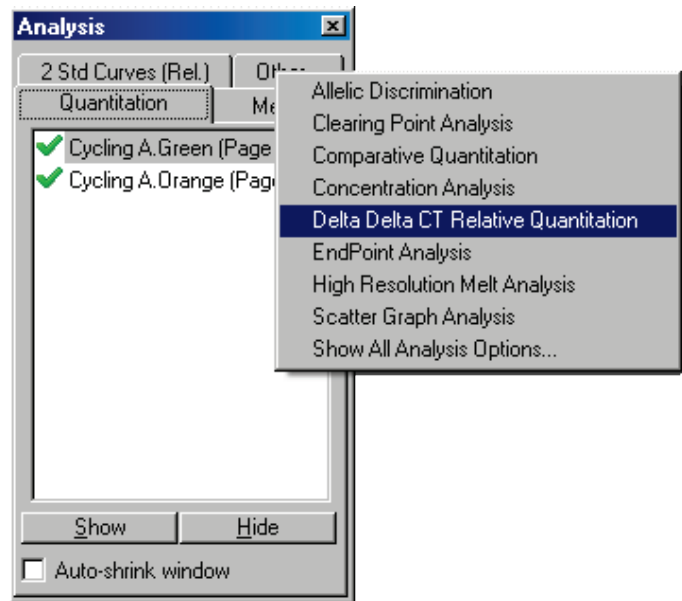 Analysis
2 Std Curves (Rel.)
Quantitation
Cycling A.Green (Page
Cycling A.Orange (Page
Allelic Discrimination
Clearing Point Analysis
Comparative Quantitation
Concentration Analysis
Delta Delta CT Relative Quantitation
EndPoint Analysis
High Resolution Melt Analysis
Scatter Graph Analysis
Show All Analysis Options...
Show
Hide
Auto-shrink window